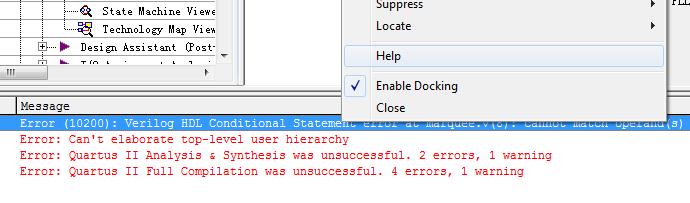 State Machine Viewe
Technology Map View
Design Assistant (Post-
Suppress
Locate
Help
Enable Docking
Close
Message
Error (10200): Verilog HDL Conditional Statement error at marquee.v(8): cannot match operand(s)
Error: Can't elaborate top-level user hierarchy
Error: Quartus II Analysis & Synthesis was unsuccessful. 2 errors, 1 warning
Error: Quartus II Full Compilation was unsuccessful. 4 errors, 1 warning